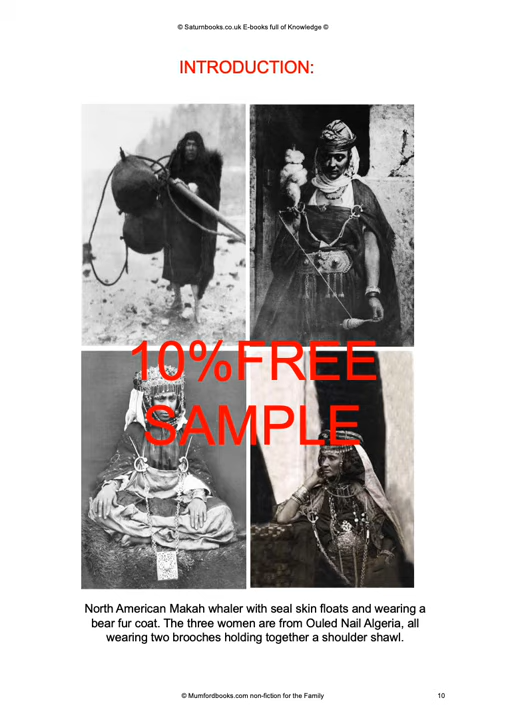 © Saturnbooks.co.uk E-books full of Knowledge ©
INTRODUCTION:
10%FREE
SAMPLE
North American Makah whaler with seal skin floats and wearing a
bear fur coat. The three women are from Ouled Nail Algeria, all
wearing two brooches holding together a shoulder shawl.
© Mumfordbooks.com non-fiction for the Family
10